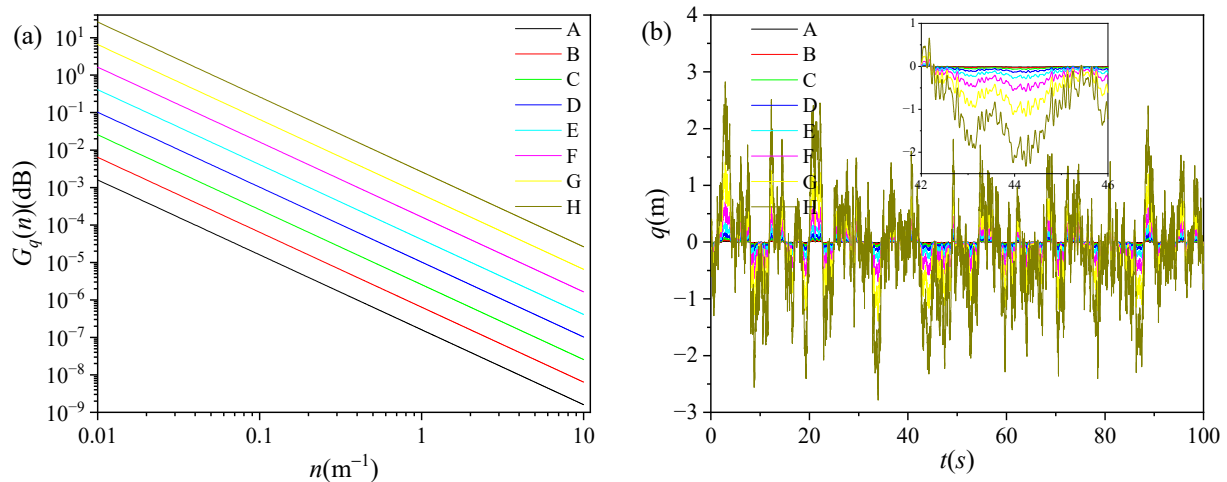 (a)
10¹
10⁰
10⁻¹
10⁻²
10⁻³
10⁻⁴
10⁻⁵
10⁻⁶
10⁻⁷
10⁻⁸
10⁻⁹
G_q(n)(dB)
0.01 0.1 1 10
n(m⁻¹)
A
B
C
D
E
F
G
H
(b)
4
3
2
1
0
−1
−2
−3
q(m)
0 20 40 60 80 100
t(s)
A
B
C
D
E
F
G
H
0
−1
−2
42 44 46